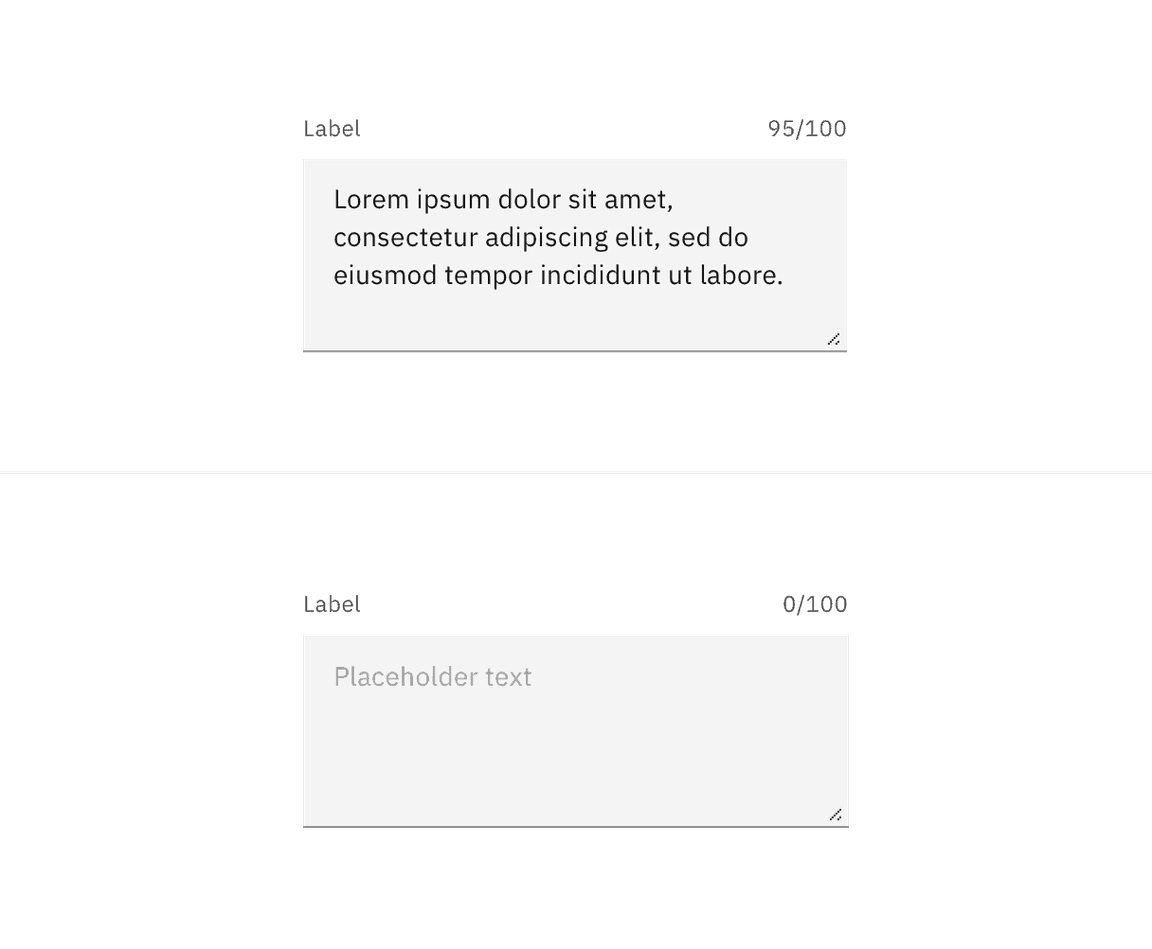 Label 95/100
Lorem ipsum dolor sit amet,
consectetur adipiscing elit, sed do
eiusmod tempor incididunt ut labore.
Label 0/100
Placeholder text